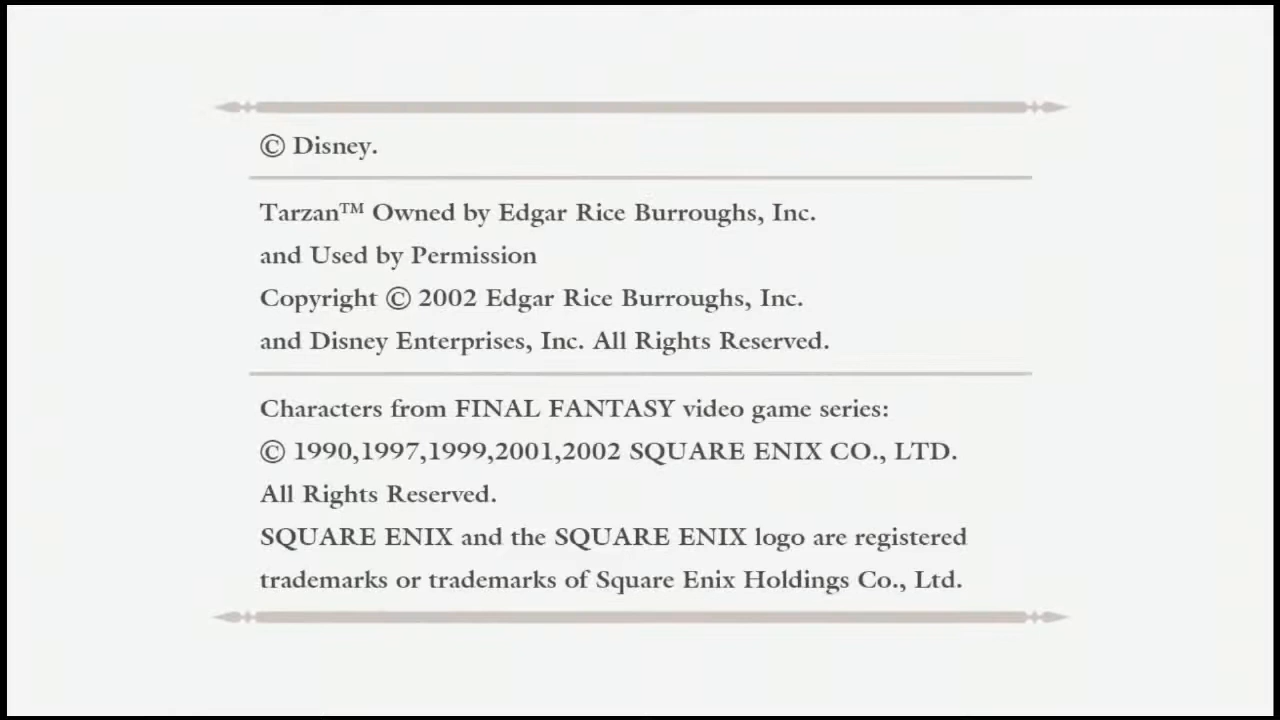 © Disney.
Tarzan™ Owned by Edgar Rice Burroughs, Inc.
and Used by Permission
Copyright © 2002 Edgar Rice Burroughs, Inc.
and Disney Enterprises, Inc. All Rights Reserved.
Characters from FINAL FANTASY video game series:
© 1990,1997,1999,2001,2002 SQUARE ENIX CO., LTD.
All Rights Reserved.
SQUARE ENIX and the SQUARE ENIX logo are registered
trademarks or trademarks of Square Enix Holdings Co., Ltd.